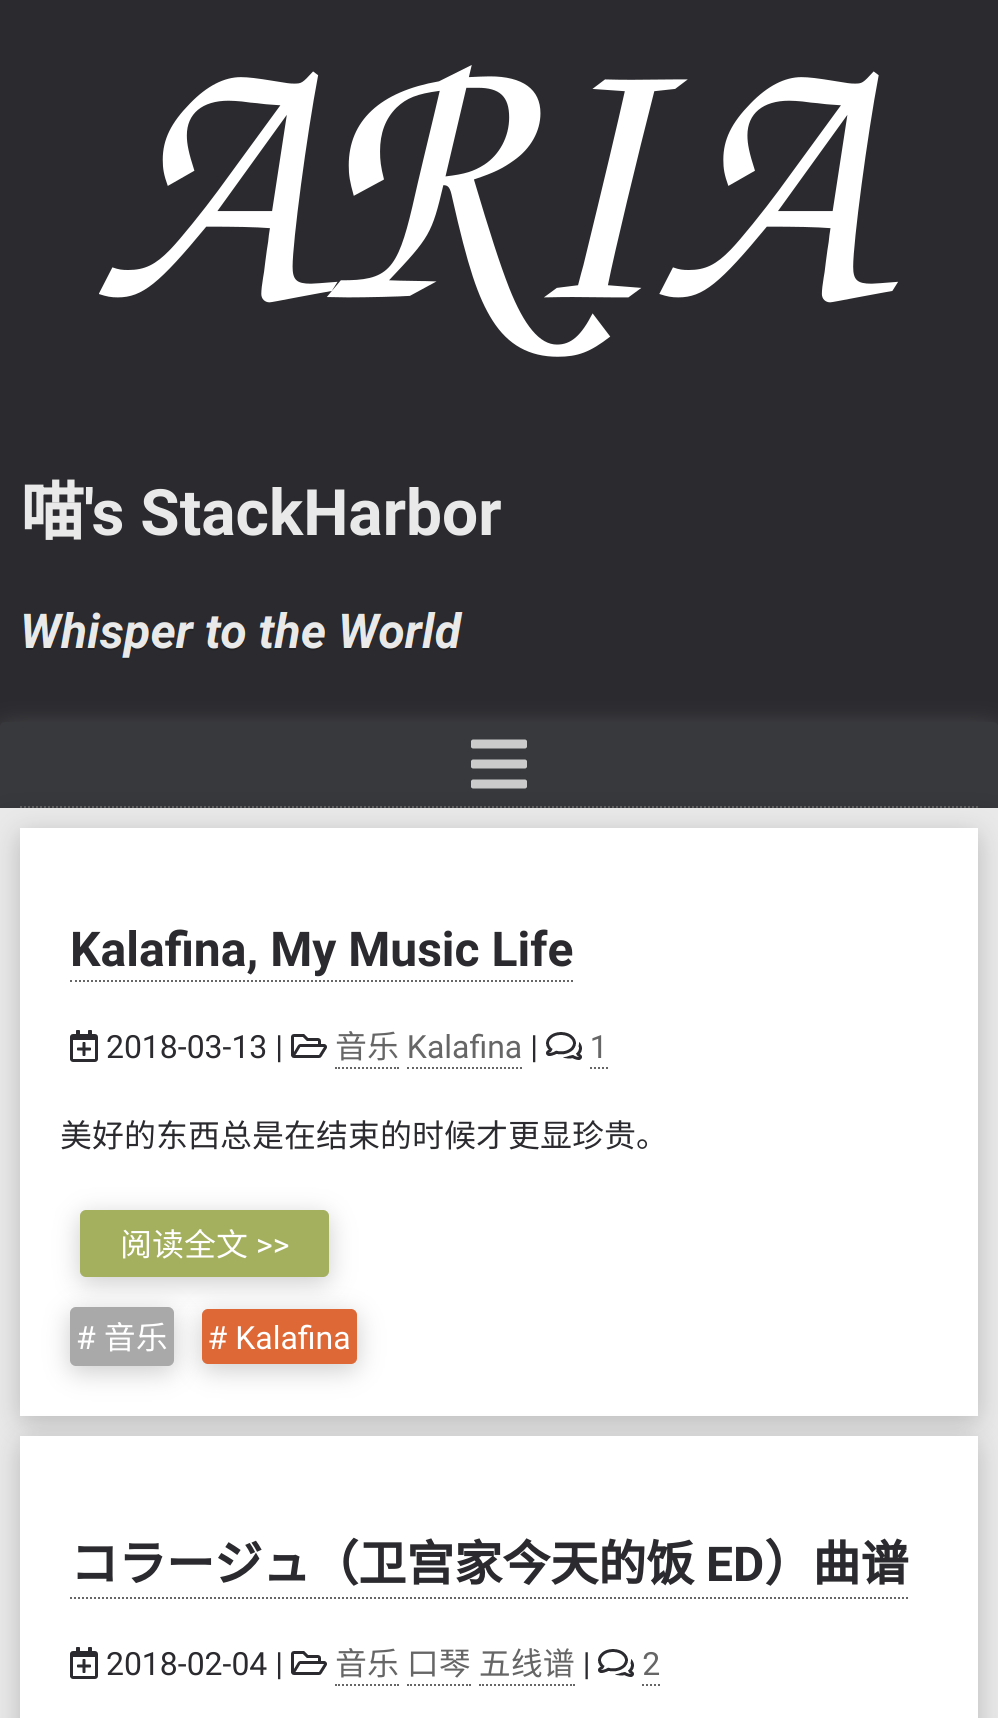 ARIA
喵's StackHarbor
Whisper to the World
Kalafina, My Music Life
2018-03-13 | 音乐 Kalafina | 1
美好的东西总是在结束的时候才更显珍贵。
阅读全文 >>
# 音乐 # Kalafina
コラージュ（卫宫家今天的饭 ED）曲谱
2018-02-04 | 音乐 口琴 五线谱 | 2